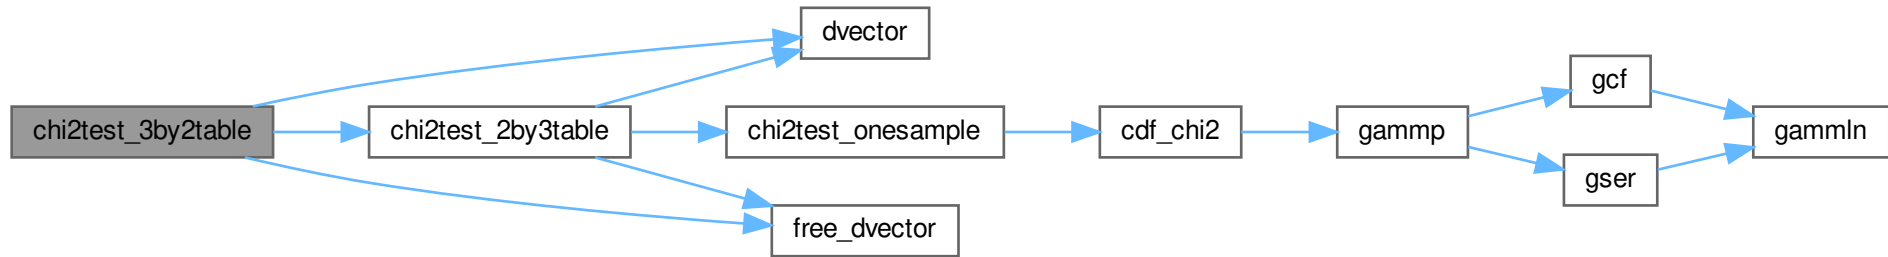 chi2test_3by2table
chi2test_2by3table
dvector
chi2test_onesample
free_dvector
cdf_chi2
gammp
gcf
gser
gammln